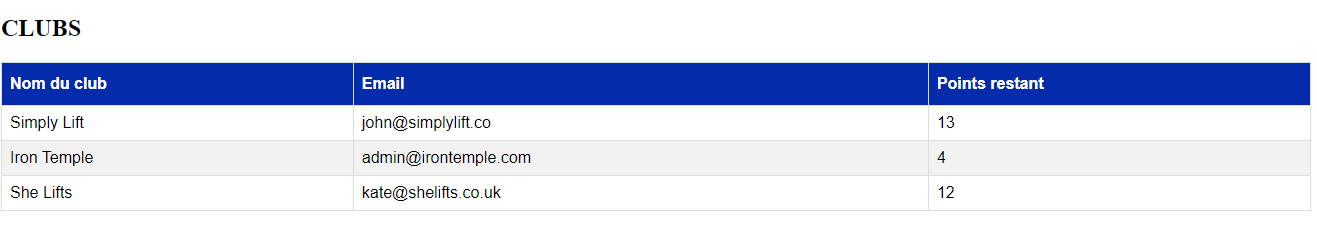 CLUBS
Nom du club Email Points restant
Simply Lift john@simplylift.co 13
Iron Temple admin@irontemple.com 4
She Lifts kate@shelifts.co.uk 12